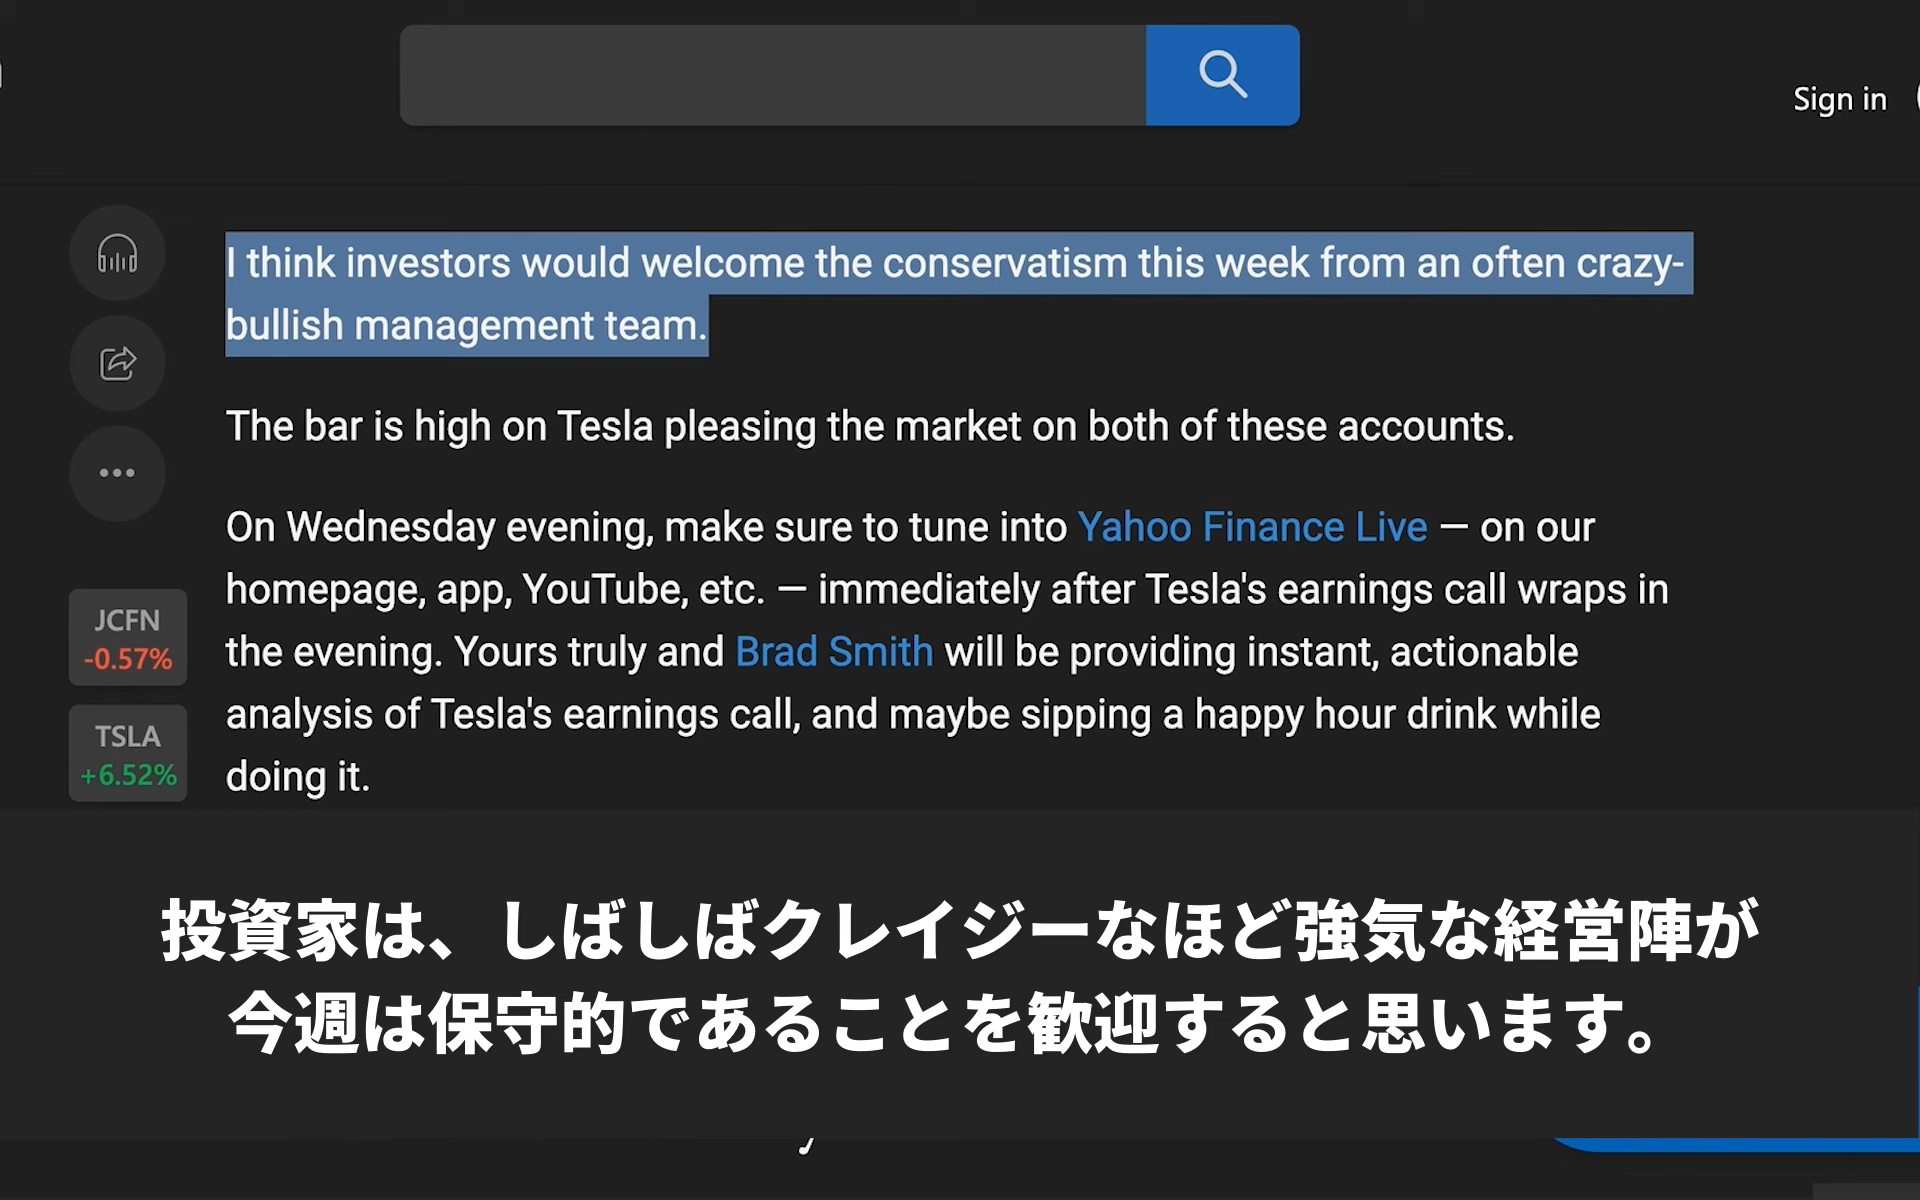 Sign in
I think investors would welcome the conservatism this week from an often crazy-
bullish management team.
The bar is high on Tesla pleasing the market on both of these accounts.
On Wednesday evening, make sure to tune into Yahoo Finance Live — on our
homepage, app, YouTube, etc. — immediately after Tesla's earnings call wraps in
the evening. Yours truly and Brad Smith will be providing instant, actionable
analysis of Tesla's earnings call, and maybe sipping a happy hour drink while
doing it.
JCFN
-0.57%
TSLA
+6.52%
投資家は、しばしばクレイジーなほど強気な経営陣が
今週は保守的であることを歓迎すると思います。